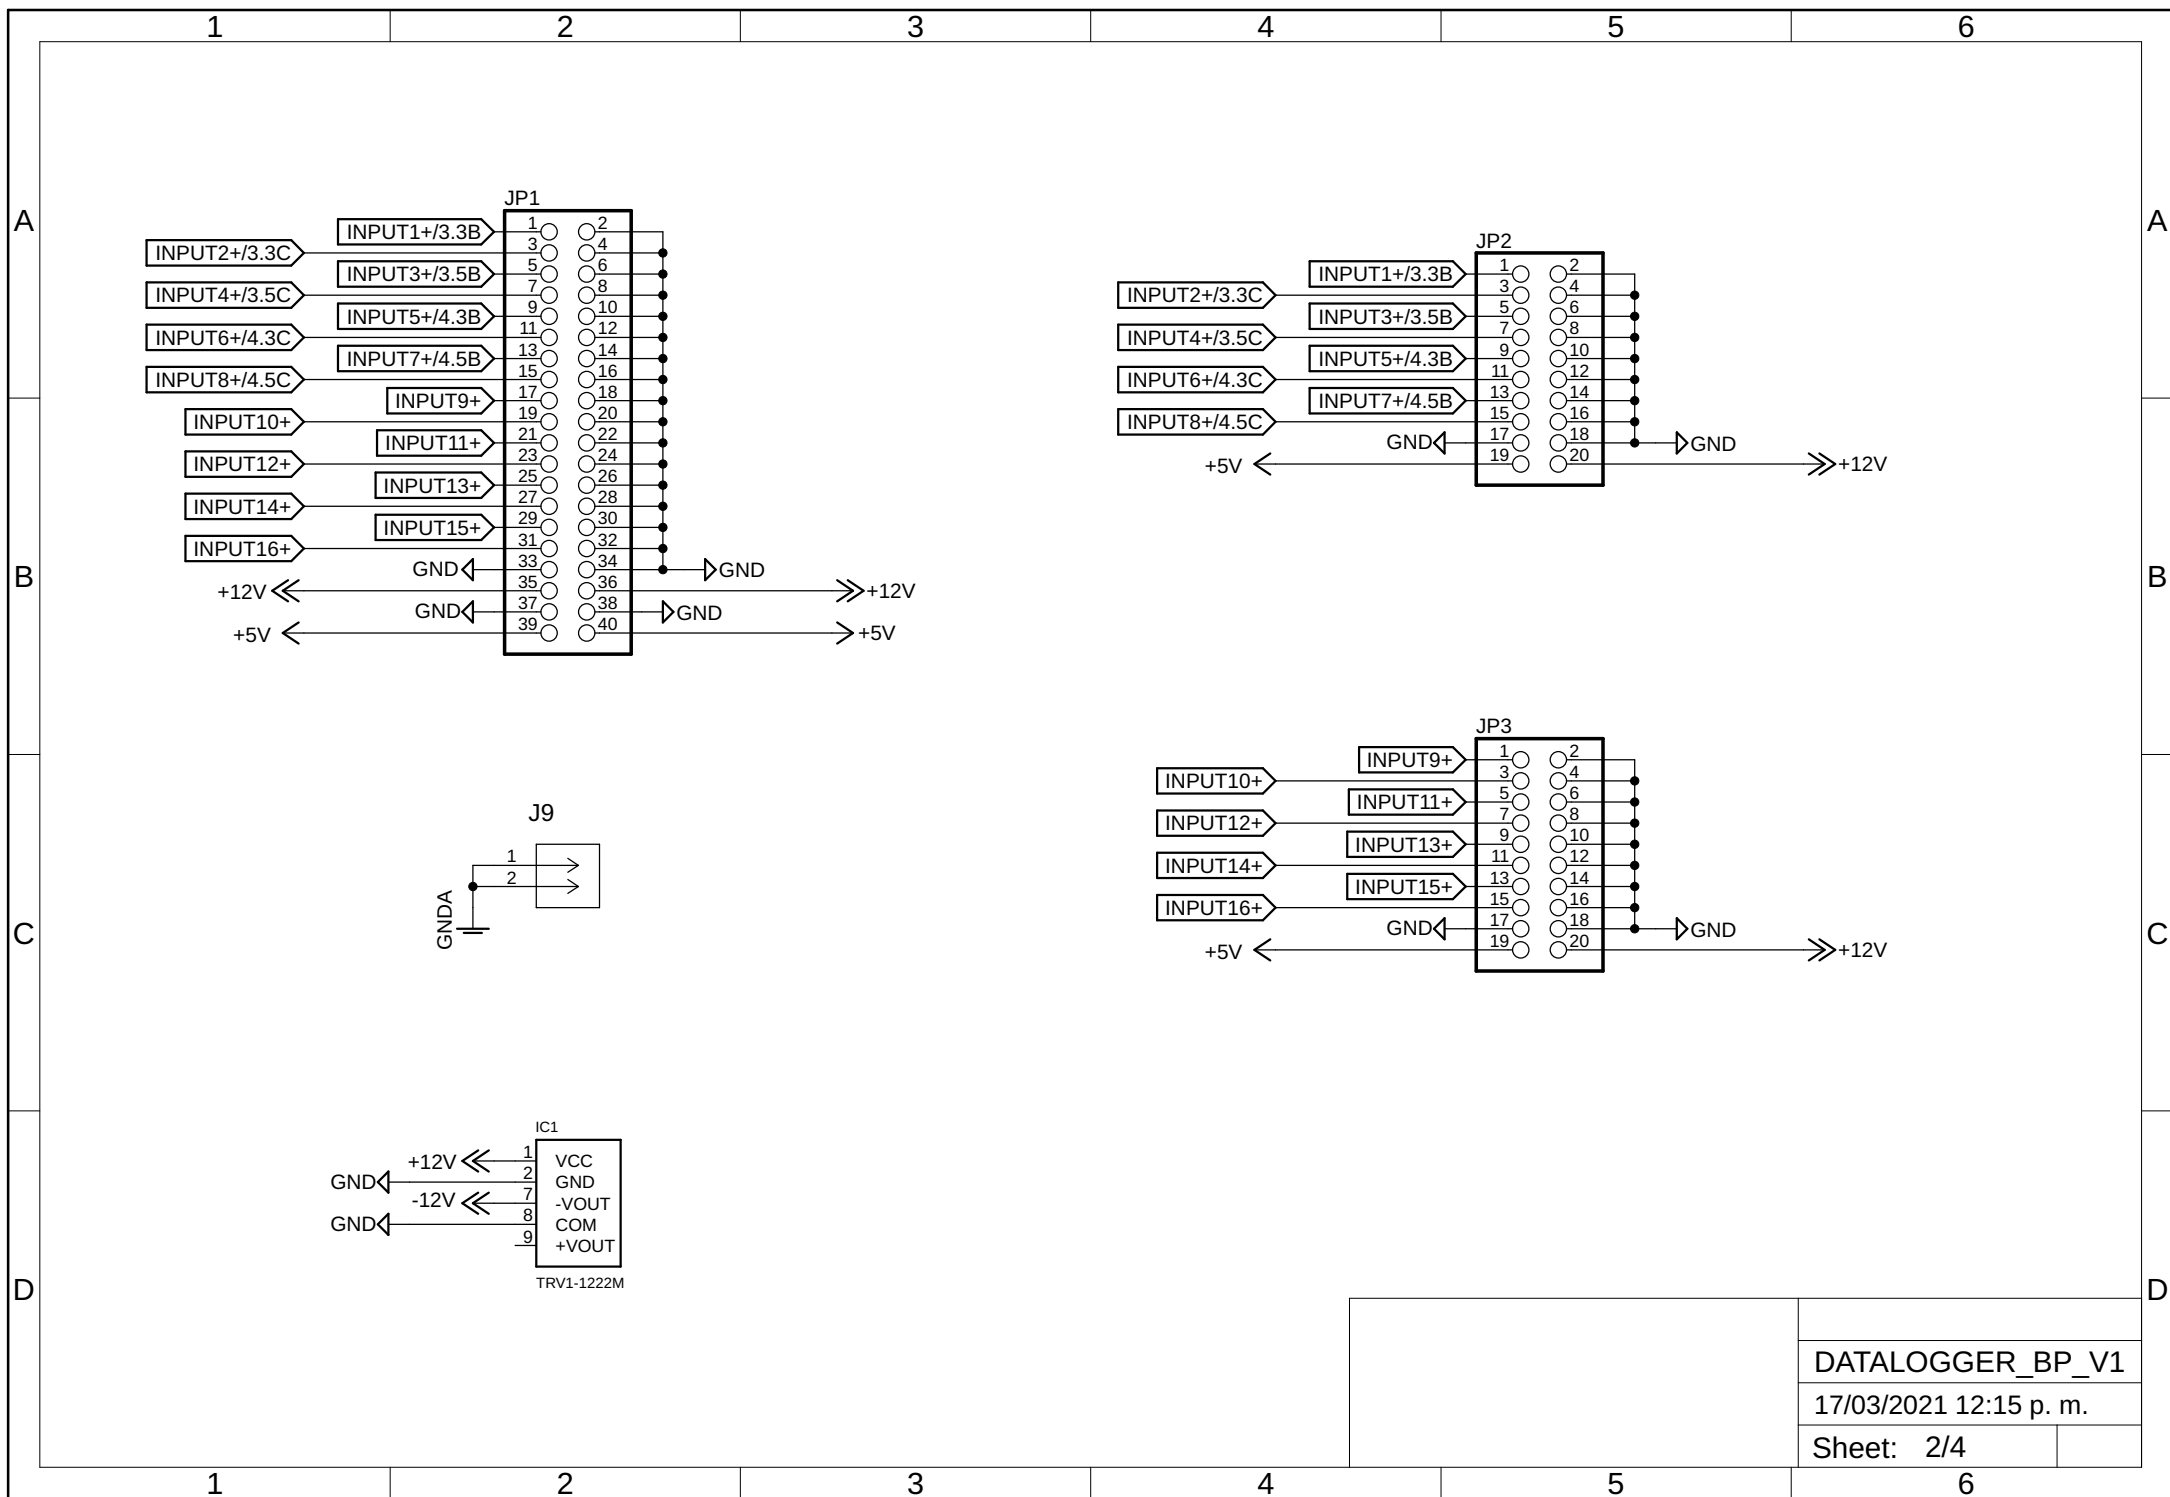 1 2 3 4 5 6
A A
JP1
INPUT1+/3.3B 1 2
INPUT2+/3.3C 3 4
INPUT3+/3.5B 5 6
INPUT4+/3.5C 7 8
INPUT5+/4.3B 9 10
INPUT6+/4.3C 11 12
INPUT7+/4.5B 13 14
INPUT8+/4.5C 15 16
INPUT9+ 17 18
INPUT10+ 19 20
INPUT11+ 21 22
INPUT12+ 23 24
INPUT13+ 25 26
INPUT14+ 27 28
INPUT15+ 29 30
INPUT16+ 31 32
GND 33 34 GND
+12V 35 36 +12V
GND 37 38 GND
+5V 39 40 +5V
JP2
INPUT1+/3.3B 1 2
INPUT2+/3.3C 3 4
INPUT3+/3.5B 5 6
INPUT4+/3.5C 7 8
INPUT5+/4.3B 9 10
INPUT6+/4.3C 11 12
INPUT7+/4.5B 13 14
INPUT8+/4.5C 15 16
GND 17 18 GND
+5V 19 20 +12V
B B
JP3
INPUT9+ 1 2
INPUT10+ 3 4
INPUT11+ 5 6
INPUT12+ 7 8
INPUT13+ 9 10
INPUT14+ 11 12
INPUT15+ 13 14
INPUT16+ 15 16
GND 17 18 GND
+5V 19 20 +12V
J9
1
2
GNDA
C C
IC1
+12V 1 VCC
GND 2 GND
-12V 7 -VOUT
GND 8 COM
9 +VOUT
TRV1-1222M
D D
DATALOGGER_BP_V1
17/03/2021 12:15 p. m.
Sheet: 2/4
1 2 3 4 5 6